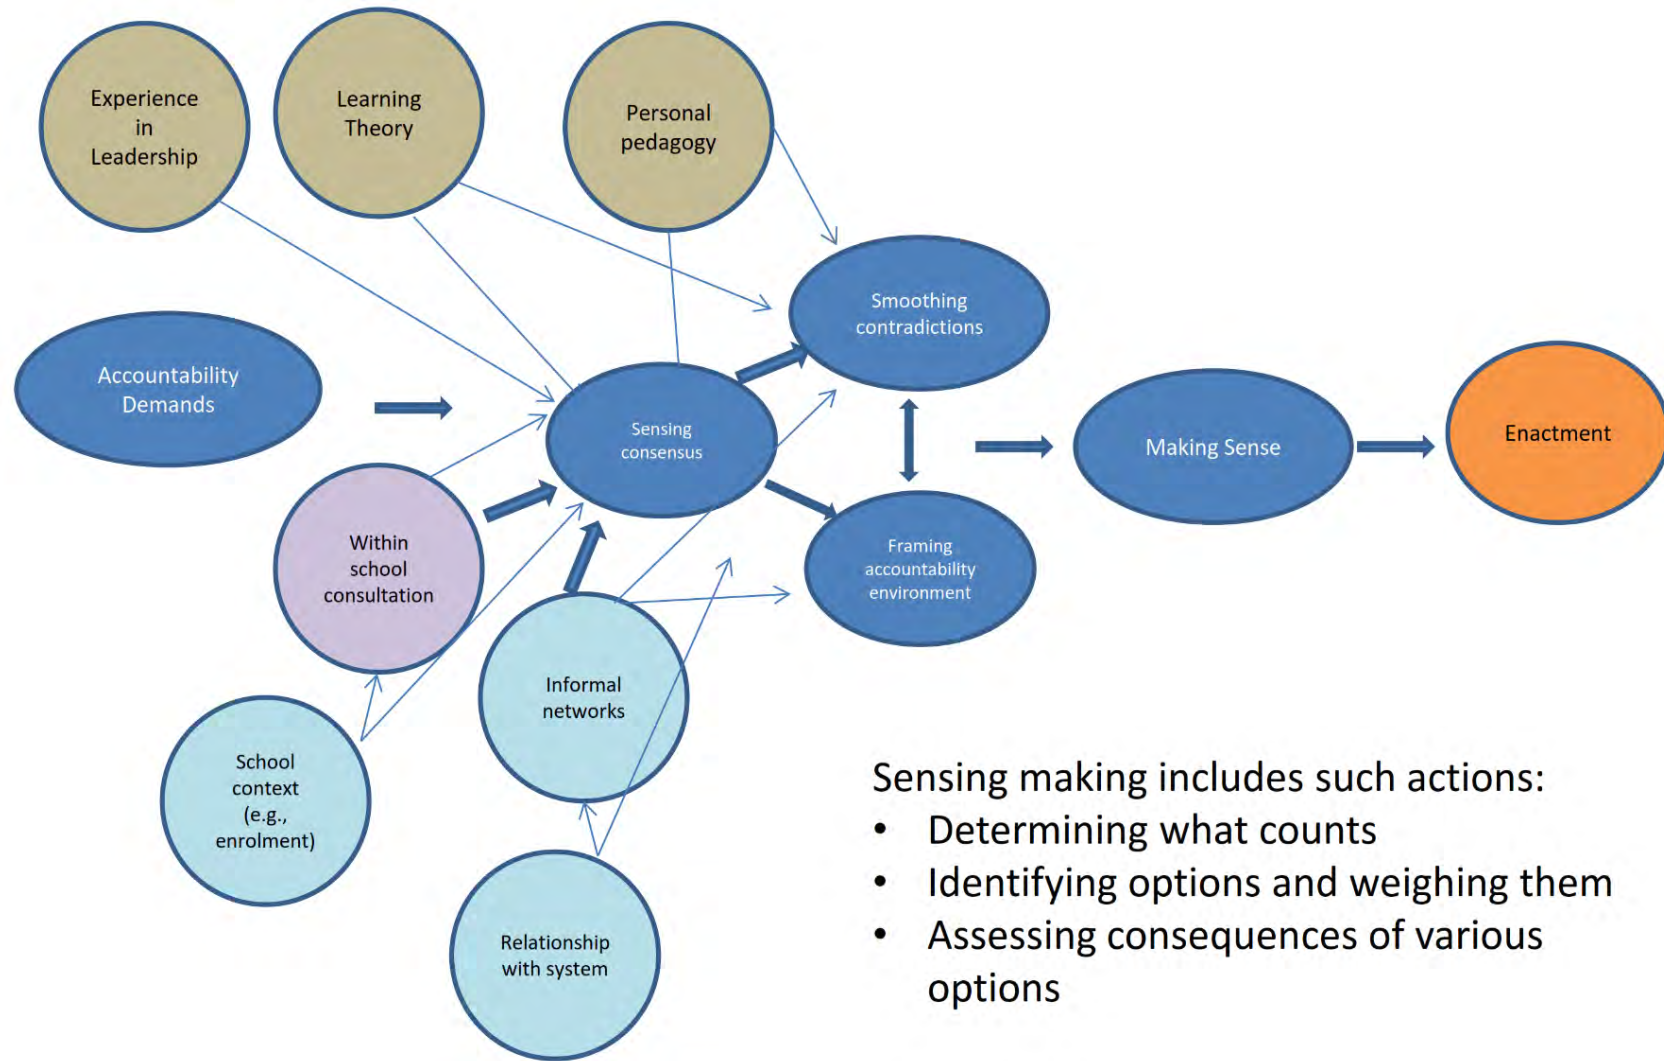 Experience
in
Leadership
Learning
Theory
Personal
pedagogy
Smoothing
contradictions
Accountability
Demands
Sensing
consensus
Making Sense
Enactment
Within
school
consultation
Framing
accountability
environment
Informal
networks
School
context
(e.g.,
enrolment)
Relationship
with system
Sensing making includes such actions:
• Determining what counts
• Identifying options and weighing them
• Assessing consequences of various
options